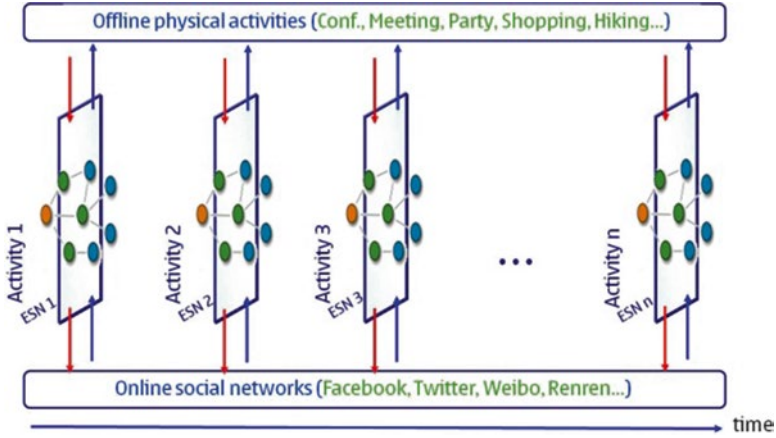 Offline physical activities (Conf., Meeting, Party, Shopping, Hiking...)
Activity 1
ESN 1
Activity 2
ESN 2
Activity 3
ESN 3
...
Activity n
ESN n
Online social networks (Facebook, Twitter, Weibo, Renren...)
time